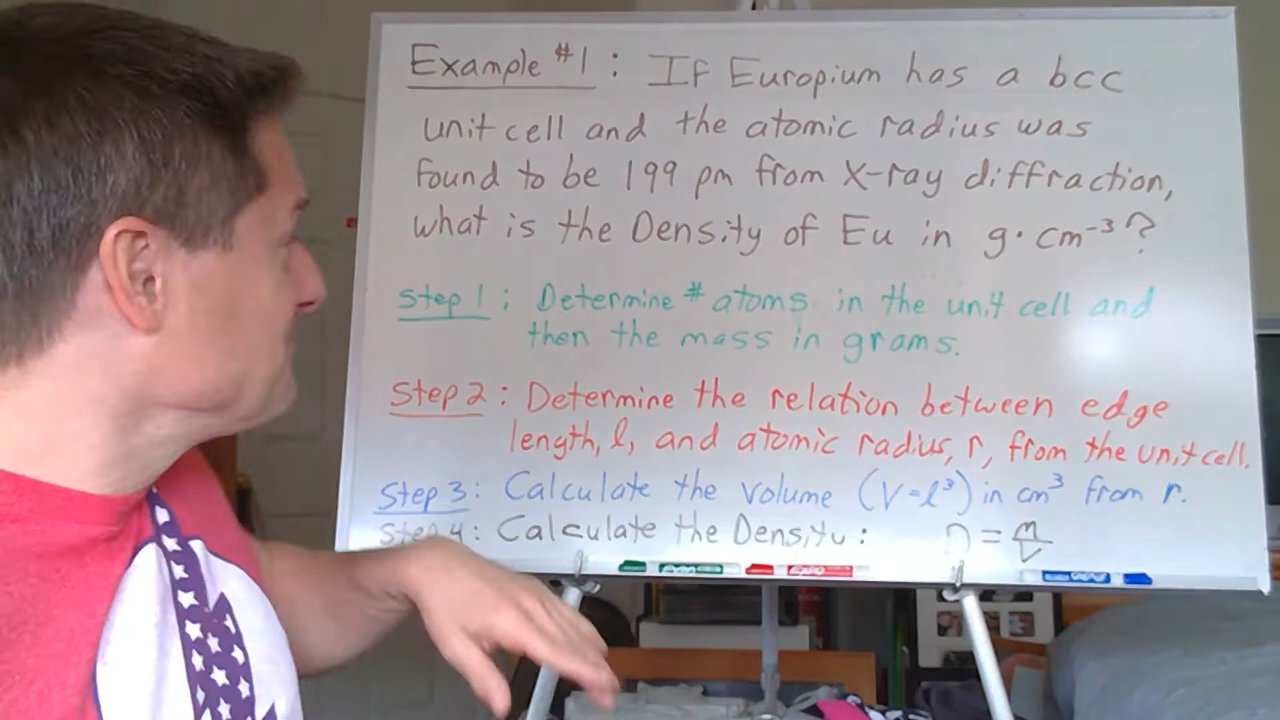 Example #1: If Europium has a bcc
unit cell and the atomic radius was
found to be 199 pm from X-ray diffraction,
what is the Density of Eu in g·cm⁻³?
Step 1: Determine # atoms in the unit cell and
then the mass in grams.
Step 2: Determine the relation between edge
length, l, and atomic radius, r, from the unit cell.
Step 3: Calculate the volume (V=l³) in cm³ from r.
Step 4: Calculate the Density: D = m/V
EXPO